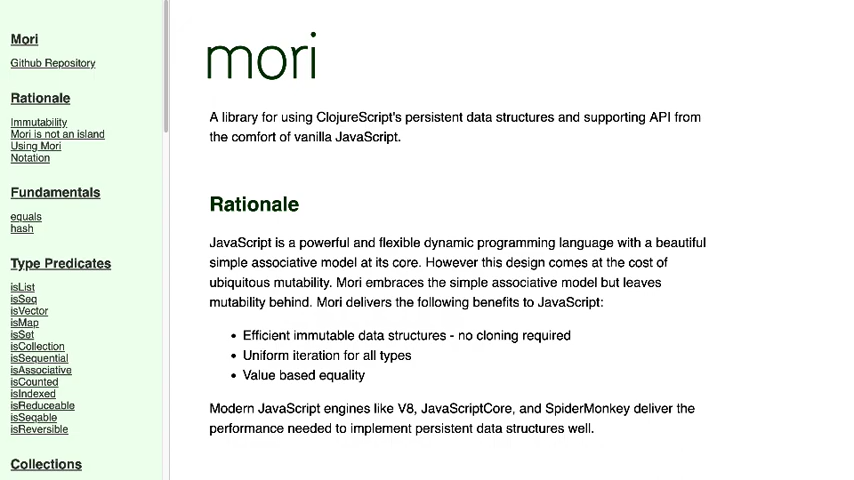 Mori
Github Repository
Rationale
Immutability
Mori is not an island
Using Mori
Notation
Fundamentals
equals
hash
Type Predicates
isList
isSeq
isVector
isMap
isSet
isCollection
isSequential
isAssociative
isCounted
isIndexed
isReduceable
isSeqable
isReversible
Collections
mori
A library for using ClojureScript's persistent data structures and supporting API from
the comfort of vanilla JavaScript.
Rationale
JavaScript is a powerful and flexible dynamic programming language with a beautiful
simple associative model at its core. However this design comes at the cost of
ubiquitous mutability. Mori embraces the simple associative model but leaves
mutability behind. Mori delivers the following benefits to JavaScript:
• Efficient immutable data structures - no cloning required
• Uniform iteration for all types
• Value based equality
Modern JavaScript engines like V8, JavaScriptCore, and SpiderMonkey deliver the
performance needed to implement persistent data structures well.